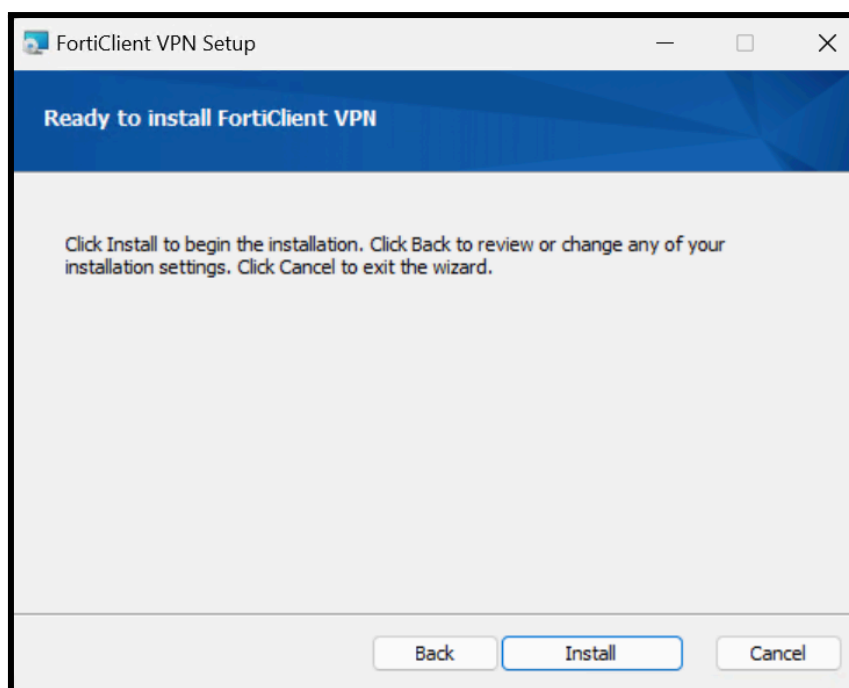 FortiClient VPN Setup
Ready to install FortiClient VPN
Click Install to begin the installation. Click Back to review or change any of your
installation settings. Click Cancel to exit the wizard.
Back
Install
Cancel